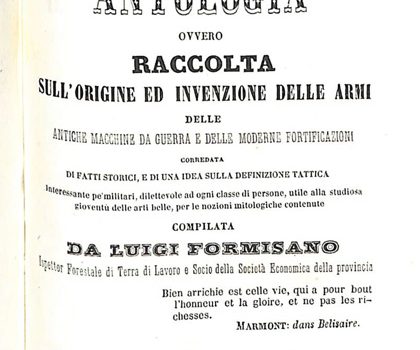 ANTOLOGIA
OVVERO
RACCOLTA
SULL'ORIGINE ED INVENZIONE DELLE ARMI
DELLE
ANTICHE MACCHINE DA GUERRA E DELLE MODERNE FORTIFICAZIONI
CORREDATA
DI FATTI STORICI, E DI UNA IDEA SULLA DEFINIZIONE TATTICA
Interessante pe'militari, dilettevole ad ogni classe di persone, utile alla studiosa
gioventù delle arti belle, per le nozioni mitologiche contenute
COMPILATA
DA LUIGI FORMISANO
Ispettor Forestale di Terra di Lavoro e Socio della Società Economica della provincia
Bien arrichie est celle vie, qui a pour bout
l'honneur et la gloire, et ne pas les ri-
chesses.
MARMONT: dans Belisaire.